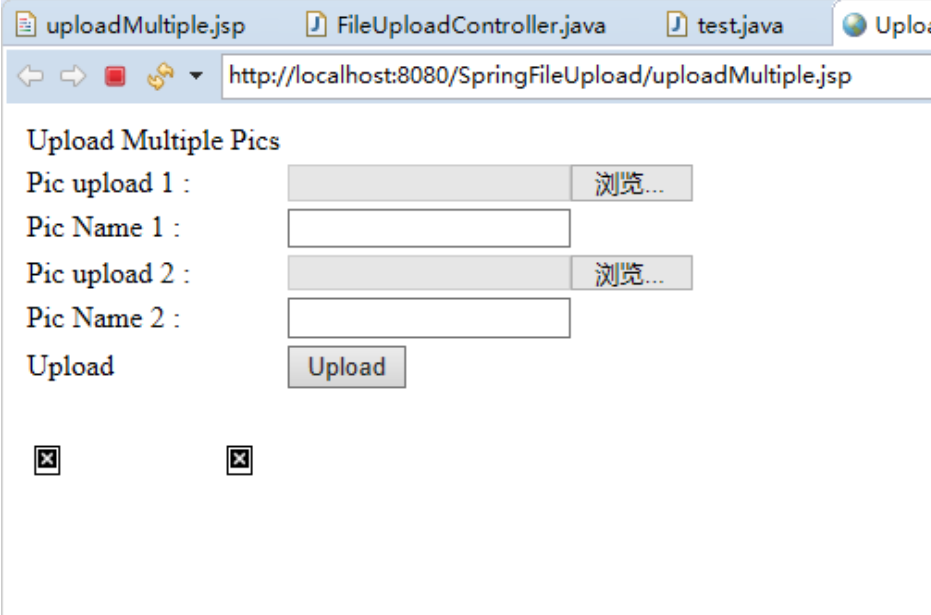 uploadMultiple.jsp FileUploadController.java test.java Uploa
http://localhost:8080/SpringFileUpload/uploadMultiple.jsp
Upload Multiple Pics
Pic upload 1 : 浏览...
Pic Name 1 :
Pic upload 2 : 浏览...
Pic Name 2 :
Upload Upload